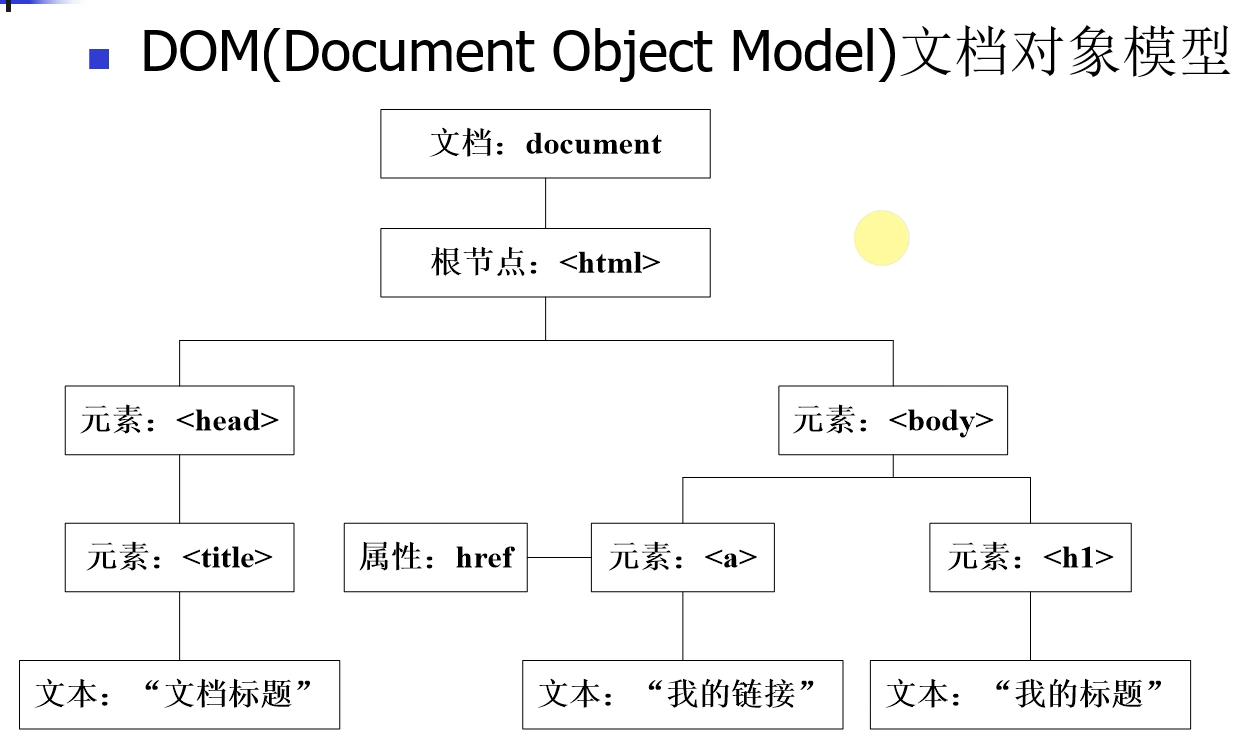 DOM(Document Object Model)文档对象模型
文档：document
根节点：<html>
元素：<head>
元素：<body>
元素：<title>
属性：href
元素：<a>
元素：<h1>
文本：“文档标题”
文本：“我的链接”
文本：“我的标题”